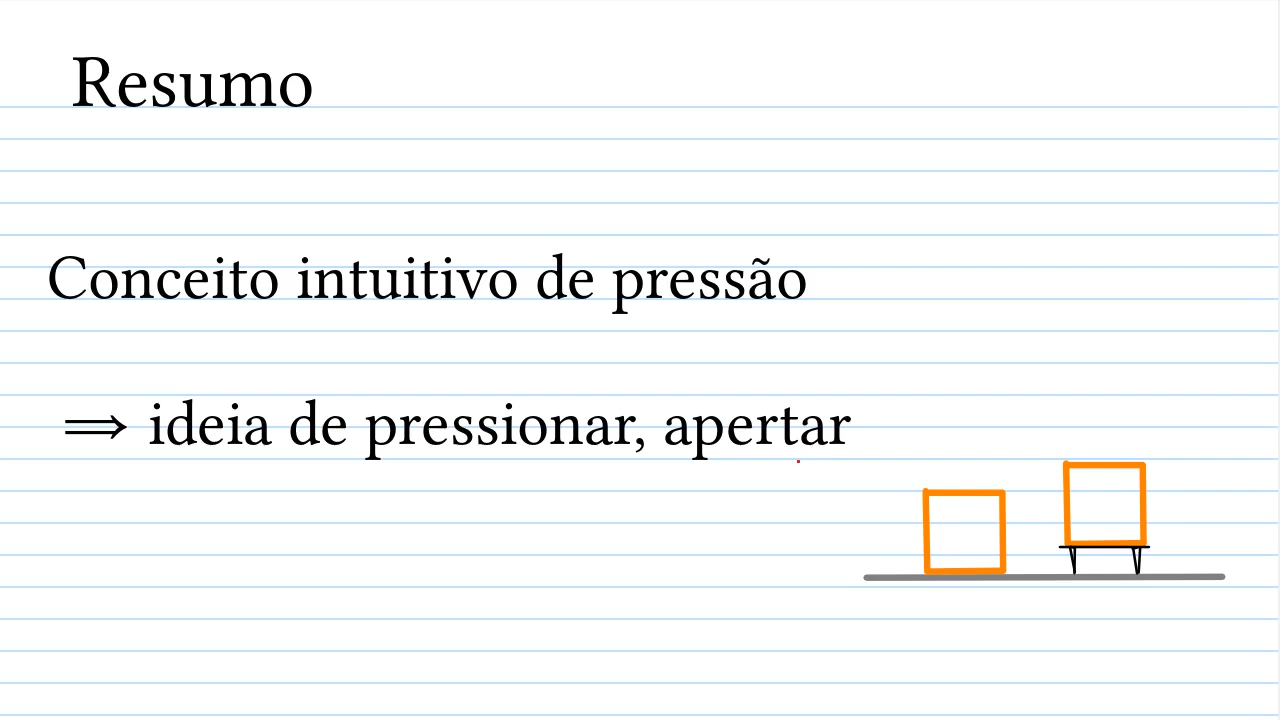 Resumo
Conceito intuitivo de pressão
⟹ ideia de pressionar, apertar